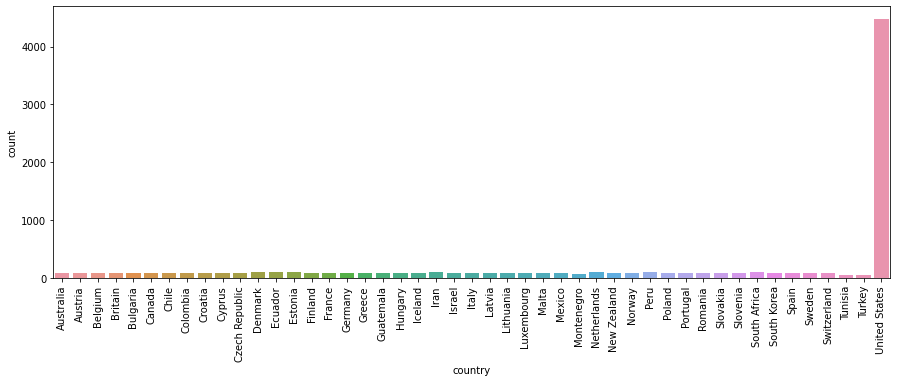 4000
3000
2000
1000
0
count
Australia
Austria
Belgium
Britain
Bulgaria
Canada
Chile
Colombia
Croatia
Cyprus
Czech Republic
Denmark
Ecuador
Estonia
Finland
France
Germany
Greece
Guatemala
Hungary
Iceland
Iran
Israel
Italy
Latvia
Lithuania
Luxembourg
Malta
Mexico
Montenegro
Netherlands
New Zealand
Norway
Peru
Poland
Portugal
Romania
Slovakia
Slovenia
South Africa
South Korea
Spain
Sweden
Switzerland
Tunisia
Turkey
United States
country